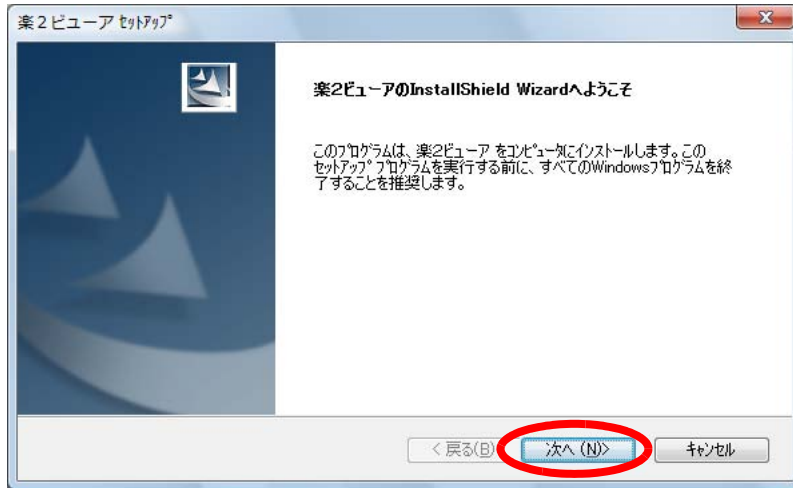 楽2ビューア ｾｯﾄｱｯﾌﾟ
楽2ビューアのInstallShield Wizardへようこそ
このﾌﾟﾛｸﾞﾗﾑは、楽2ビューア をｺﾝﾋﾟｭｰﾀにインストールします。この
ｾｯﾄｱｯﾌﾟ ﾌﾟﾛｸﾞﾗﾑを実行する前に、すべてのWindowsﾌﾟﾛｸﾞﾗﾑを終
了することを推奨します。
< 戻る(B) 次へ (N)> ｷｬﾝｾﾙ